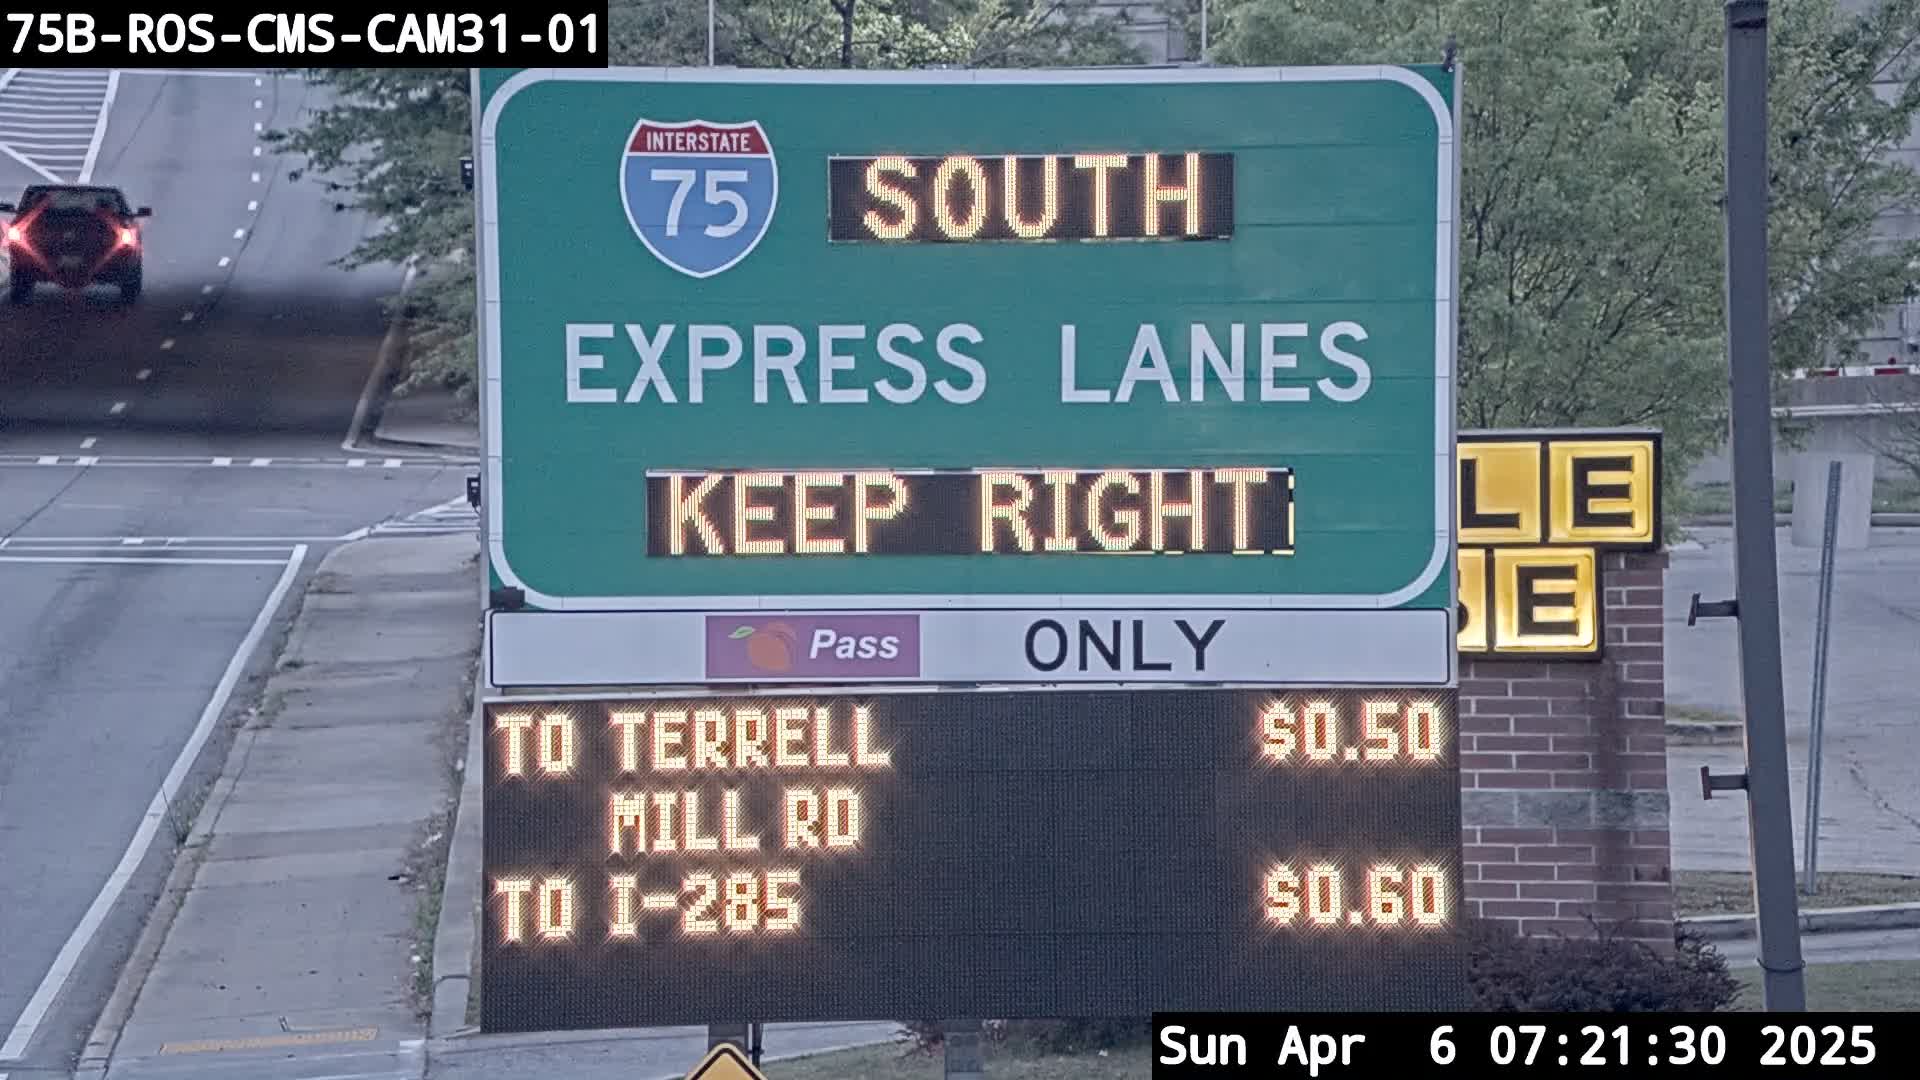 75B-ROS-CMS-CAM31-01
INTERSTATE
75
SOUTH
EXPRESS LANES
KEEP RIGHT
Pass ONLY
TO TERRELL $0.50
MILL RD
TO I-285 $0.60
LE
E
Sun Apr 6 07:21:30 2025